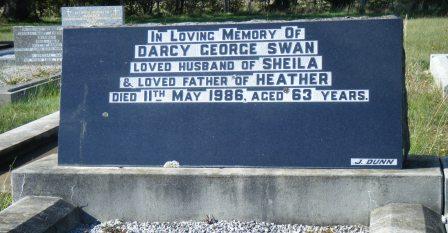 In Loving Memory Of
DARCY GEORGE SWAN
LOVED HUSBAND OF SHEILA
& LOVED FATHER OF HEATHER
DIED 11TH MAY 1986, AGED 63 YEARS.
J. DUNN